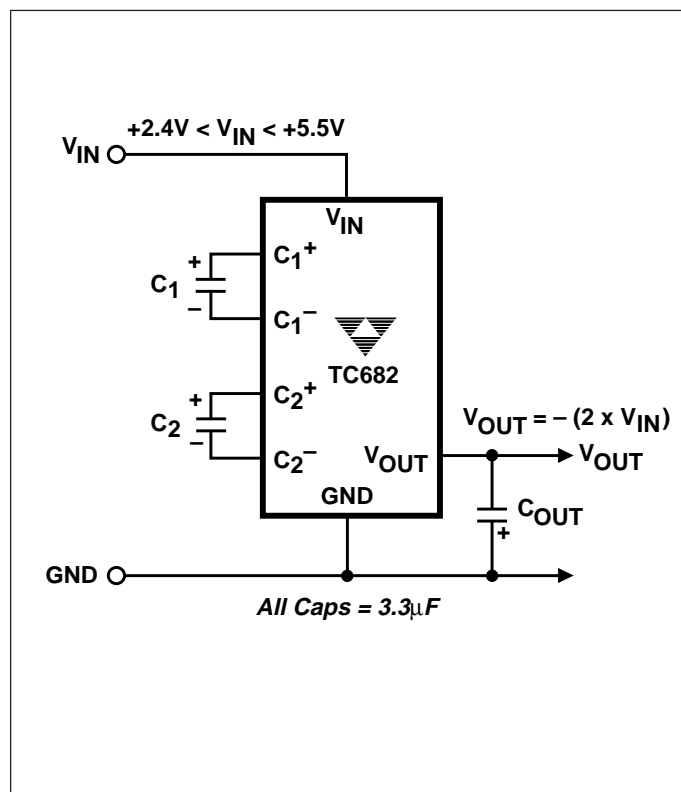 +2.4V < VIN < +5.5V
VIN
VIN
C1+
C1
C1−
TC682
C2+
C2
C2−
VOUT = − (2 x VIN)
VOUT
VOUT
GND
COUT
GND
All Caps = 3.3µF
+
−
+
−
+